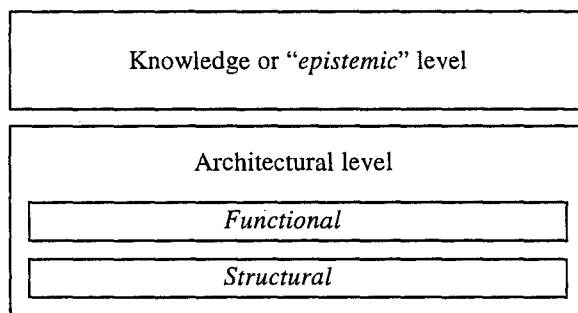 Knowledge or “epistemic” level
Architectural level
Functional
Structural